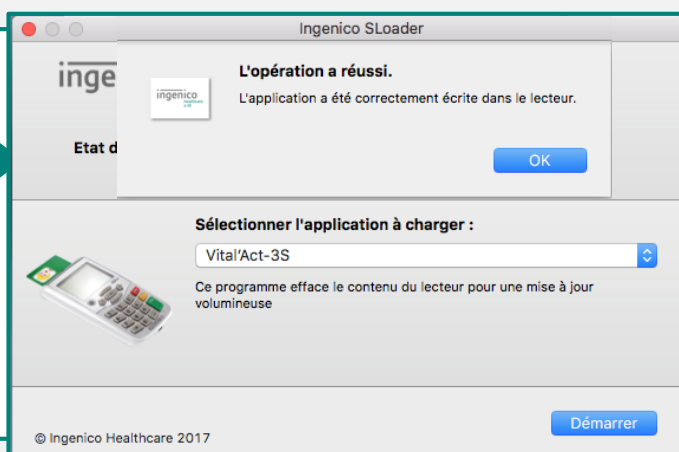 Ingenico SLoader
inge
ingenico
healthcare
L'opération a réussi.
L'application a été correctement écrite dans le lecteur.
Etat d
OK
Sélectionner l'application à charger :
Vital'Act-3S
Ce programme efface le contenu du lecteur pour une mise à jour
volumineuse
Démarrer
© Ingenico Healthcare 2017